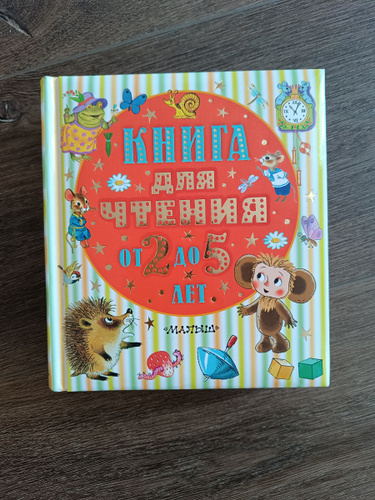 КНИГА
ДЛЯ
ЧТЕНИЯ
ОТ 2 ДО 5
ЛЕТ
«МАЛЫШ»